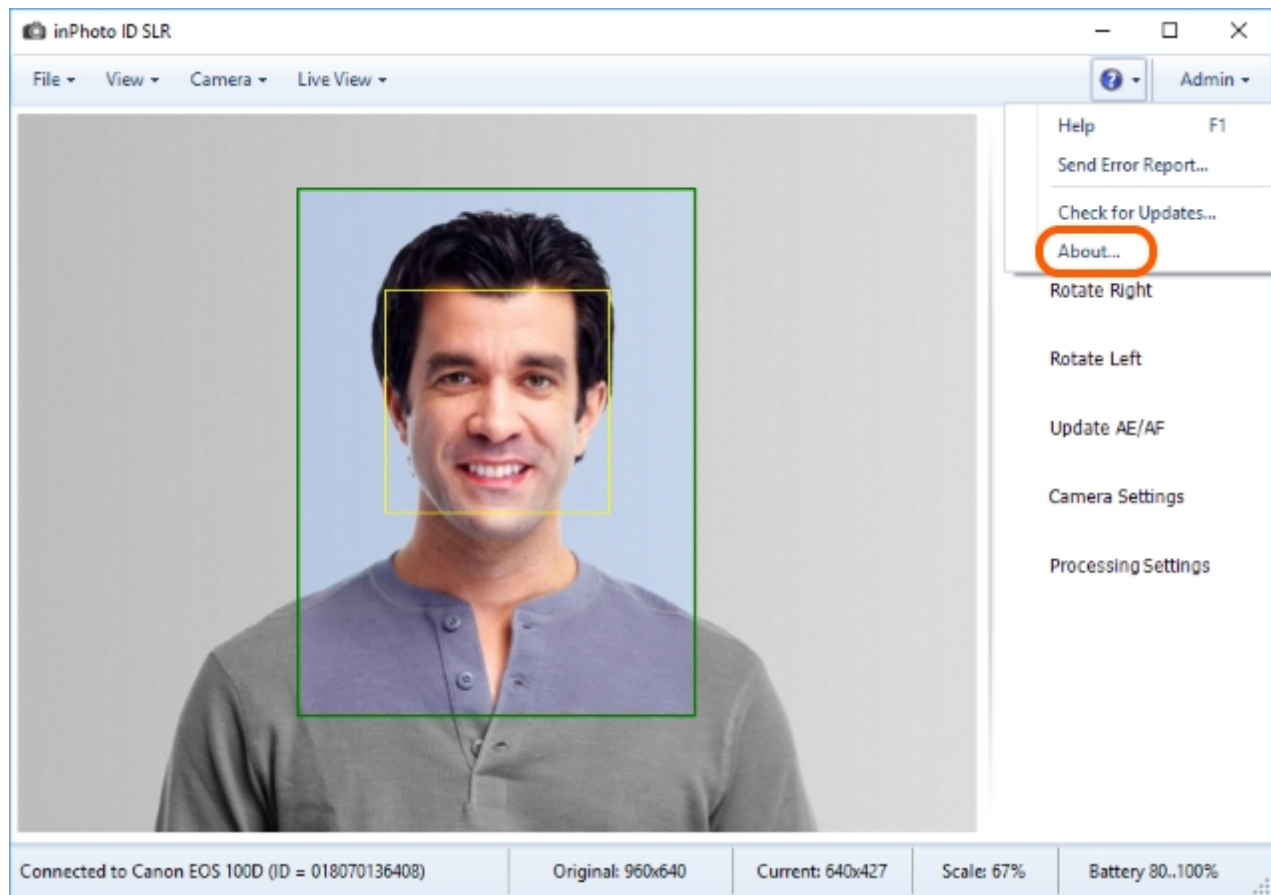 inPhoto ID SLR
File View Camera Live View ? Admin
Help F1
Send Error Report...
Check for Updates...
About...
Rotate Right
Rotate Left
Update AE/AF
Camera Settings
Processing Settings
Connected to Canon EOS 100D (ID = 018070136408) Original: 960x640 Current: 640x427 Scale: 67% Battery 80..100%